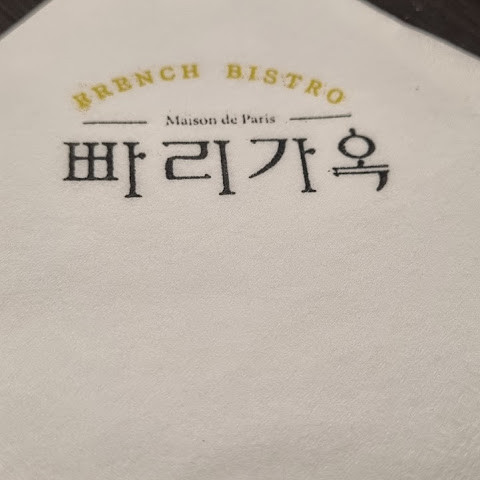 FRENCH BISTRO
Maison de Paris
빠리가옥